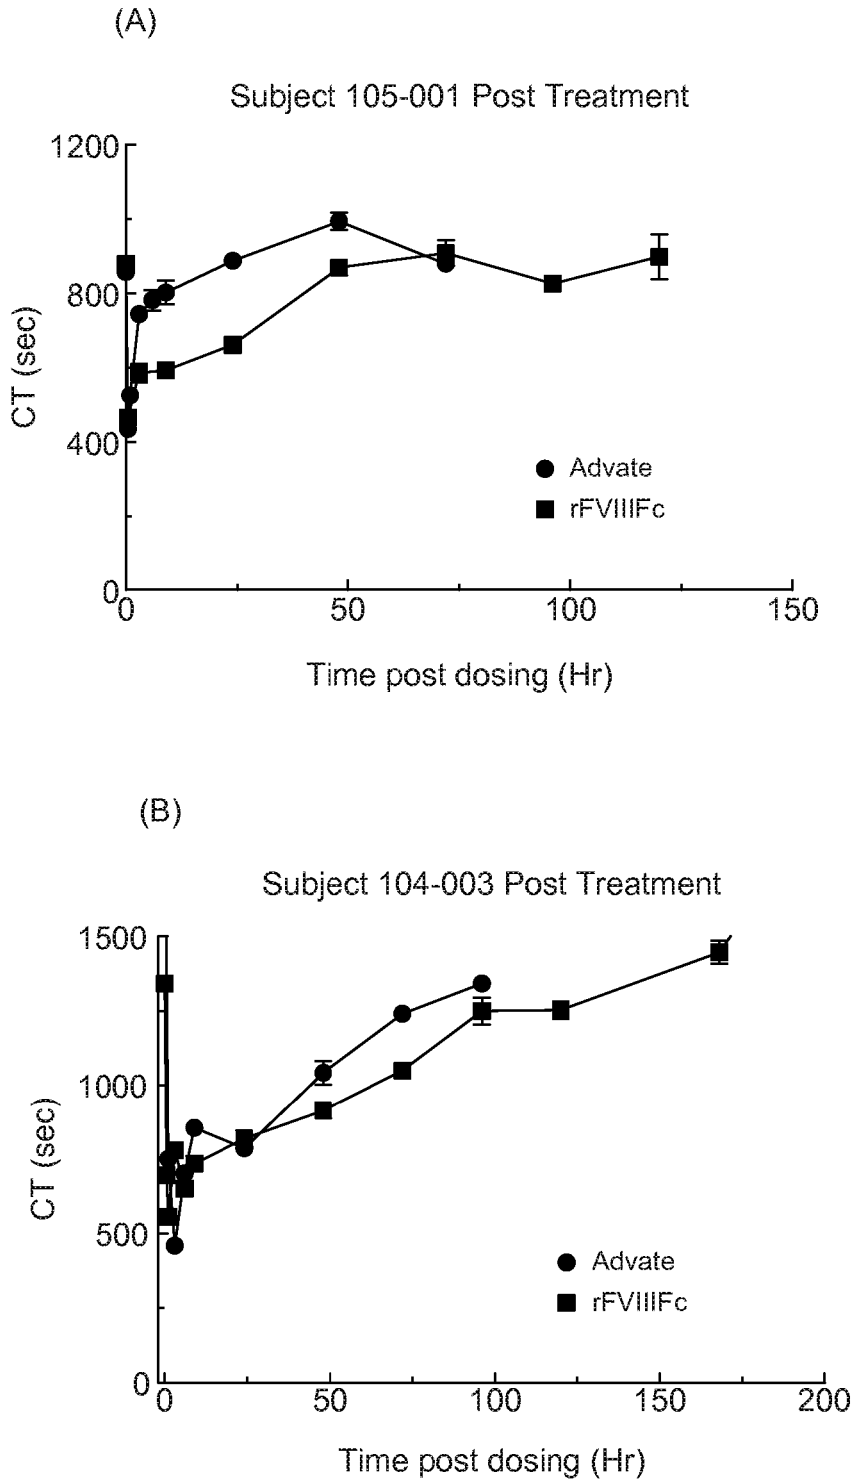 (A)
Subject 105-001 Post Treatment
1200
800
400
0
CT (sec)
Advate
rFVIIIFc
0 50 100 150
Time post dosing (Hr)
(B)
Subject 104-003 Post Treatment
1500
1000
500
0
CT (sec)
Advate
rFVIIIFc
0 50 100 150 200
Time post dosing (Hr)